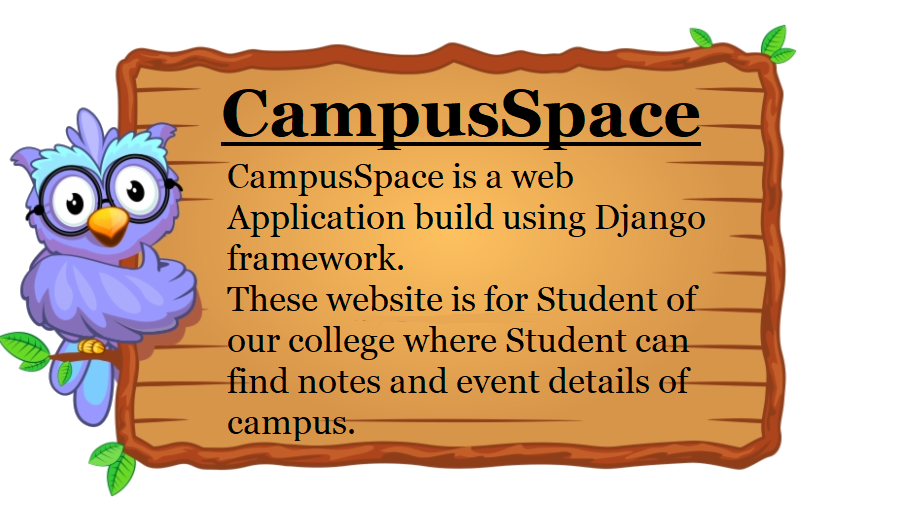 CampusSpace
CampusSpace is a web
Application build using Django
framework.
These website is for Student of
our college where Student can
find notes and event details of
campus.